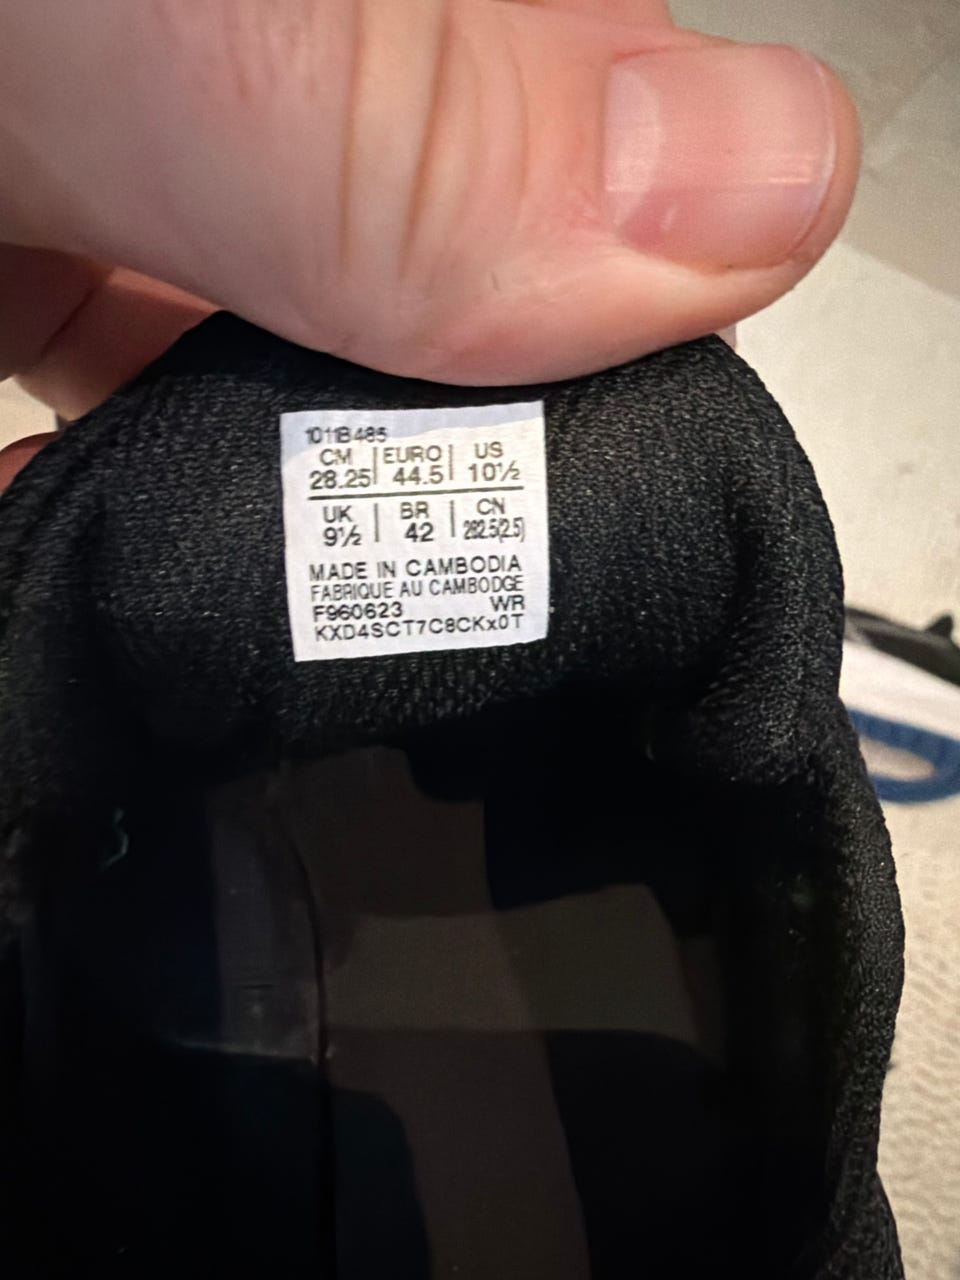 1011B485
CM | EURO | US
28.25 | 44.5 | 10½
UK | BR | CN
9½ | 42 | 282.5(2.5)
MADE IN CAMBODIA
FABRIQUE AU CAMBODGE
F960623 WR
KXD4SCT7C8CKx0T